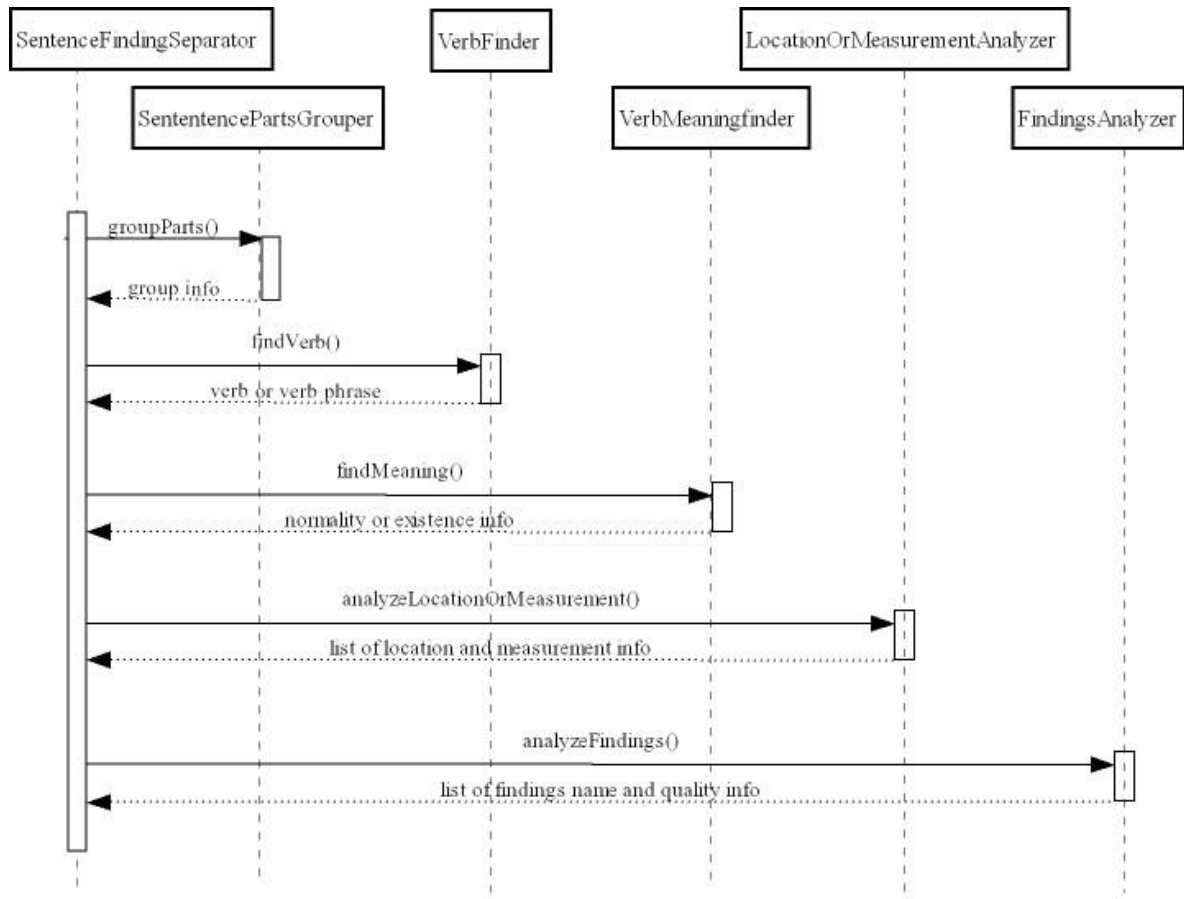 SentenceFindingSeparator
VerbFinder
LocationOrMeasurementAnalyzer
SententencePartsGrouper
VerbMeaningfinder
FindingsAnalyzer
groupParts()
group info
findVerb()
verb or verb phrase
findMeaning()
normality or existence info
analyzeLocationOrMeasurement()
list of location and measurement info
analyzeFindings()
list of findings name and quality info